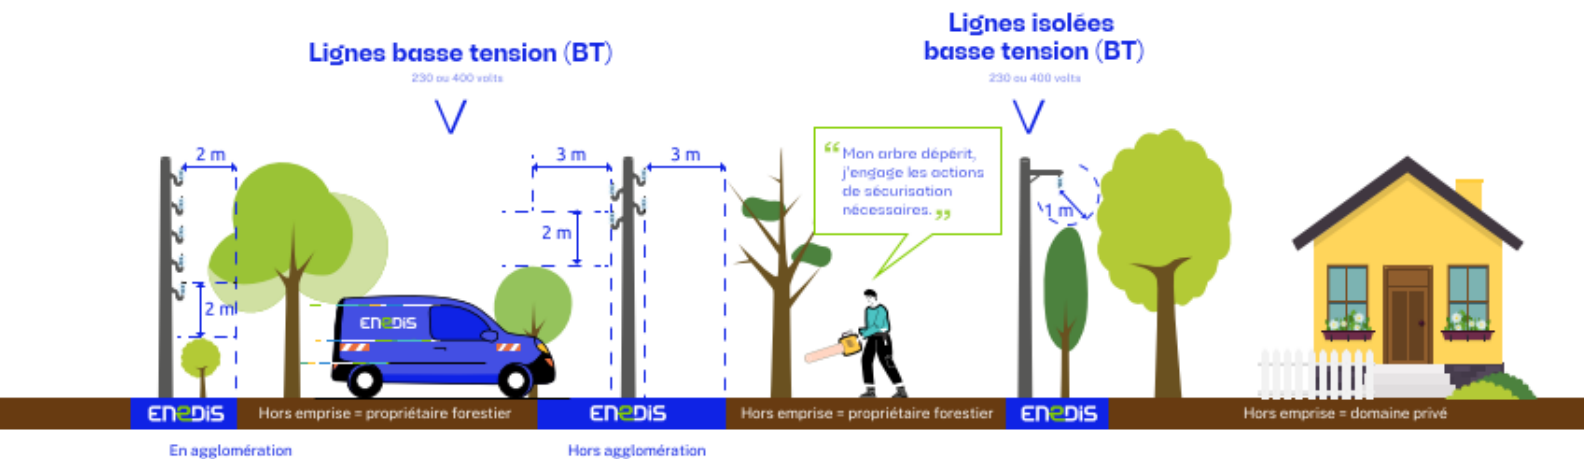 Lignes basse tension (BT)
230 ou 400 volts
Lignes isolées
basse tension (BT)
230 ou 400 volts
2 m
2 m
3 m
3 m
2 m
“Mon arbre dépérit,
j'engage les actions
de sécurisation
nécessaires.”
1 m
ENEDIS
ENEDIS
Hors emprise = propriétaire forestier
ENEDIS
Hors emprise = propriétaire forestier
ENEDIS
Hors emprise = domaine privé
En agglomération
Hors agglomération